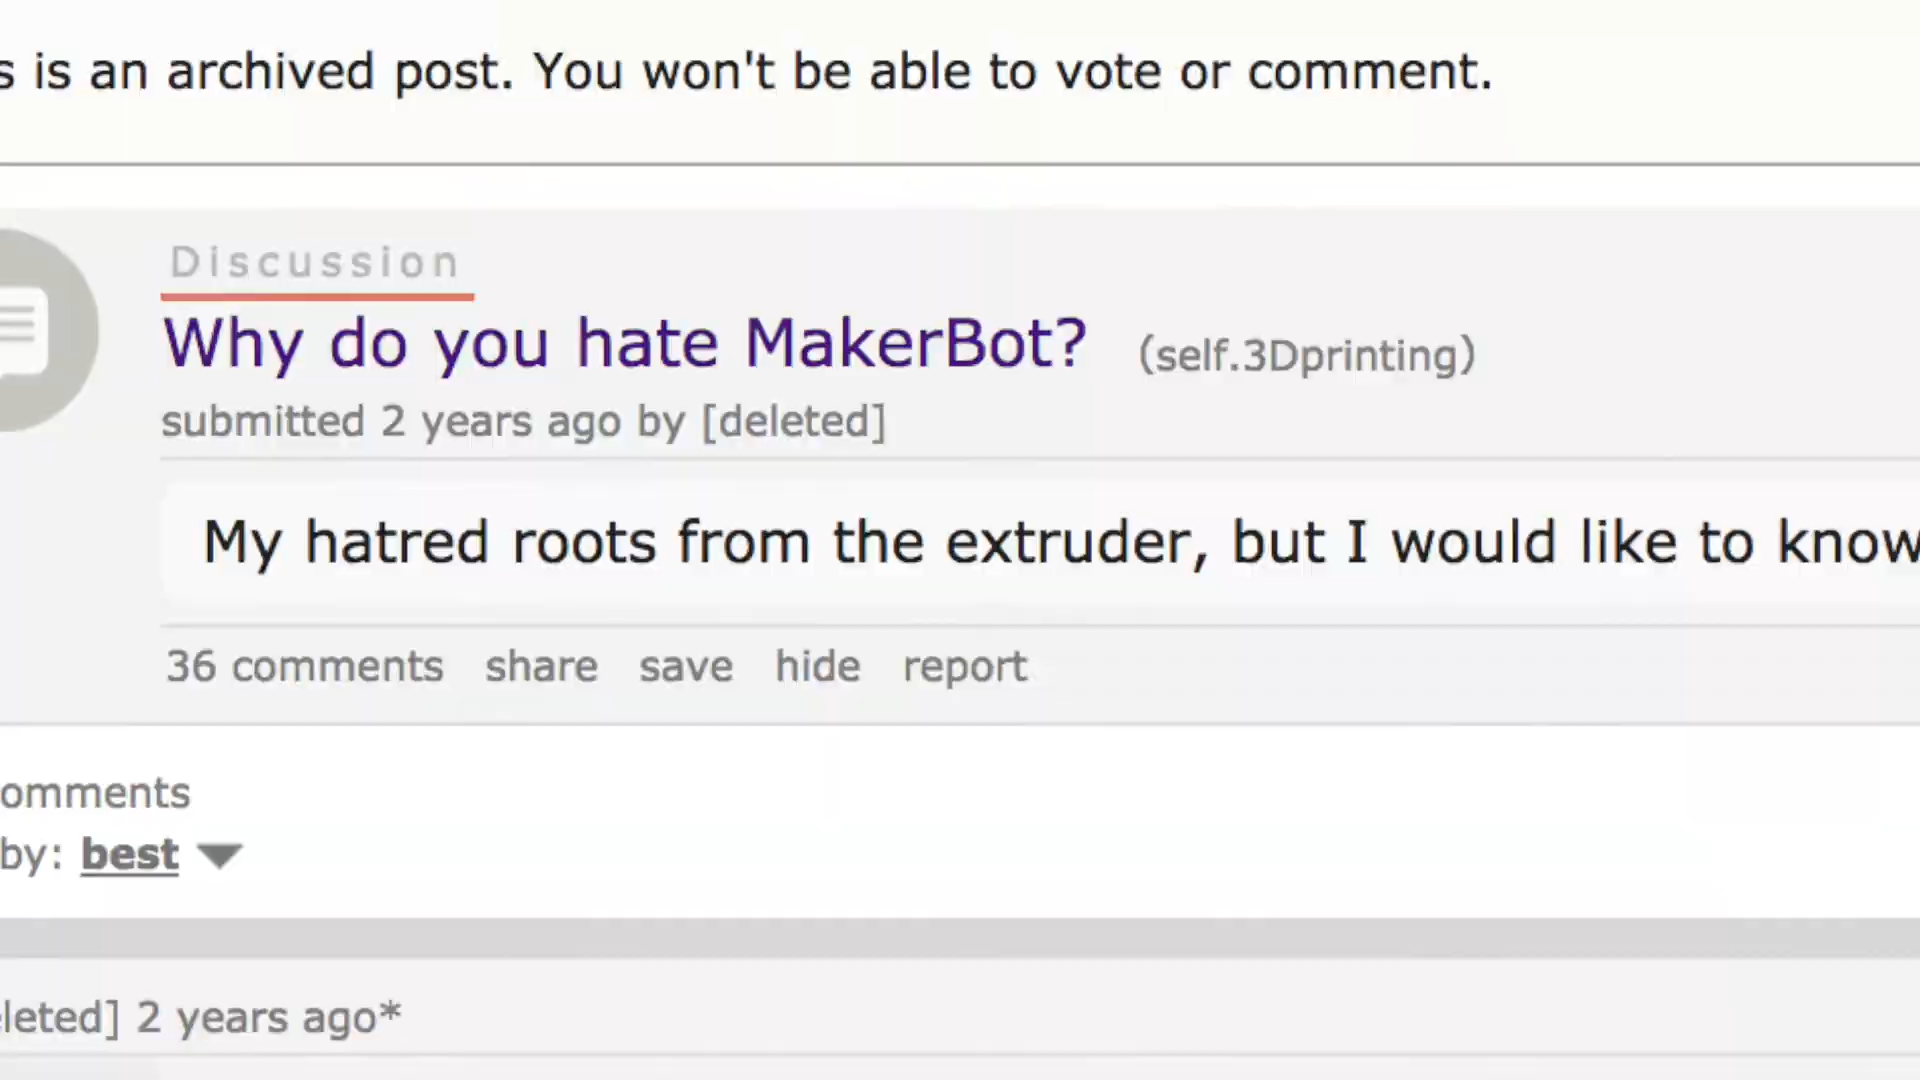 is an archived post. You won't be able to vote or comment.
Discussion
Why do you hate MakerBot? (self.3Dprinting)
submitted 2 years ago by [deleted]
My hatred roots from the extruder, but I would like to know
36 comments share save hide report
omments
by: best
leted] 2 years ago*